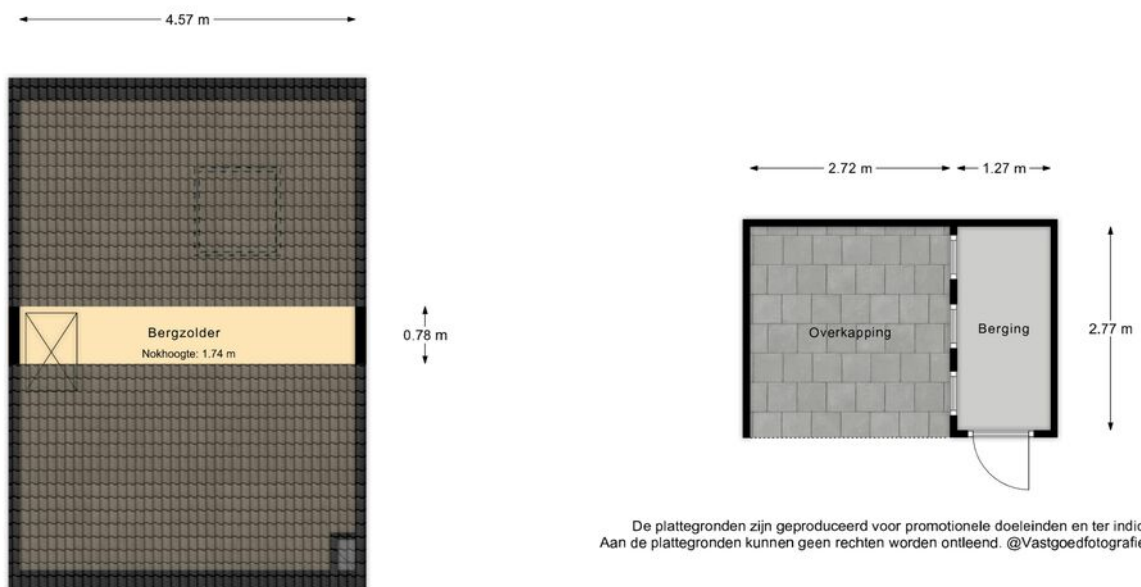 4.57 m
2.72 m
1.27 m
Bergzolder
Nokhoogte: 1.74 m
0.78 m
Overkapping
Berging
2.77 m
De plattegronden zijn geproduceerd voor promotionele doeleinden en ter indic
Aan de plattegronden kunnen geen rechten worden ontleend. @Vastgoedfotografie